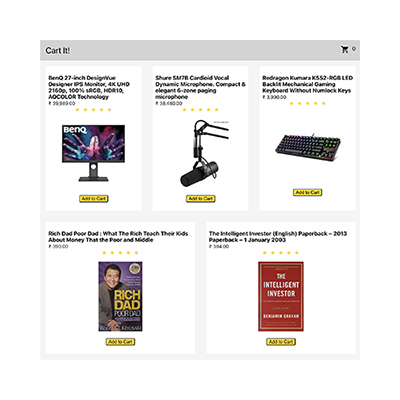 Cart It!
0
BenQ 27-inch DesignVue
Designer IPS Monitor, 4K UHD
2160p, 100% sRGB, HDR10,
AQCOLOR Technology
₹ 39,989.00
BenQ
Add to Cart
Shure SM7B Cardioid Vocal
Dynamic Microphone, Compact &
elegant 6-zone paging
microphone
₹ 38,480.00
Add to Cart
Redragon Kumara K552-RGB LED
Backlit Mechanical Gaming
Keyboard Without Numlock Keys
₹ 3,990.00
Add to Cart
Rich Dad Poor Dad : What The Rich Teach Their Kids
About Money That the Poor and Middle
₹ 390.00
RICH
DAD
POOR DAD
Add to Cart
The Intelligent Investor (English) Paperback – 2013
Paperback – 1 January 2003
₹ 384.00
THE
INTELLIGENT
INVESTOR
BENJAMIN GRAHAM
Add to Cart